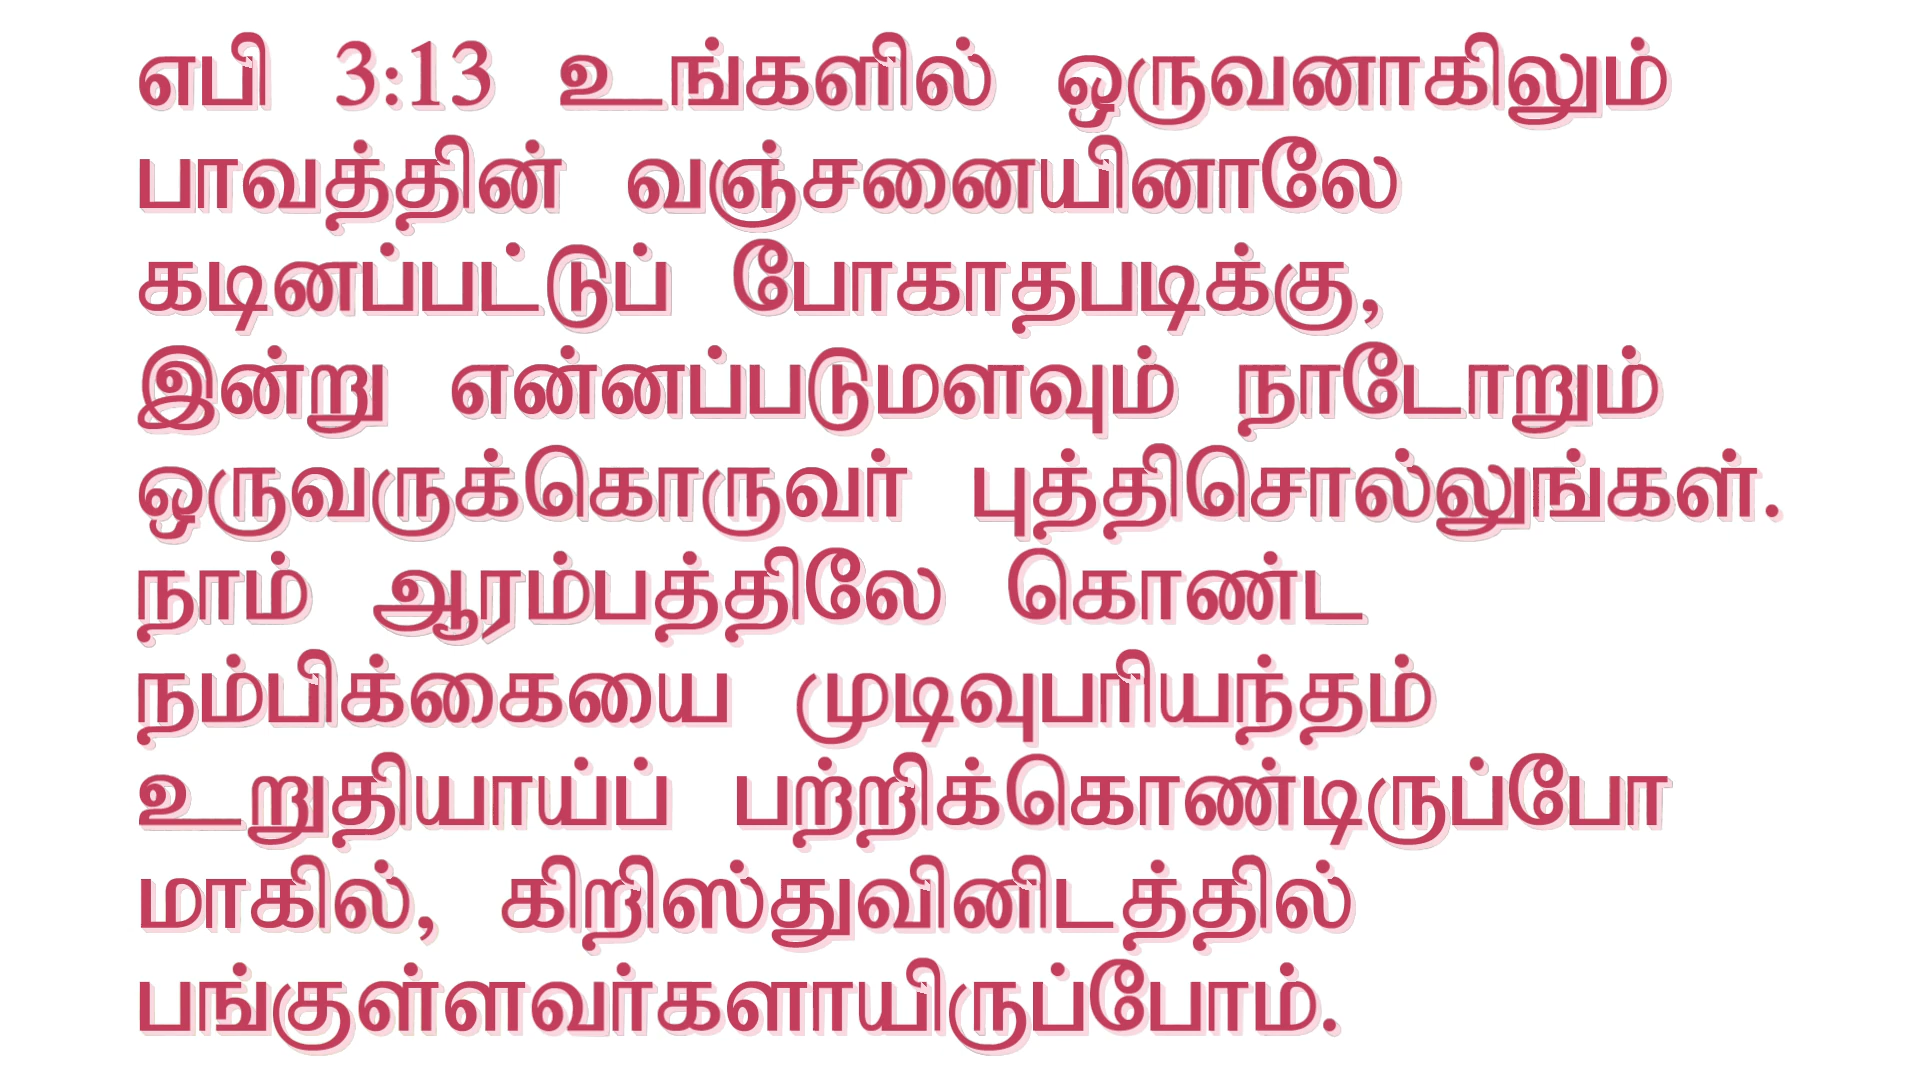 எபி 3:13 உங்களில் ஒருவனாகிலும்
பாவத்தின் வஞ்சனையினாலே
கடினப்பட்டுப் போகாதபடிக்கு,
இன்று என்னப்படுமளவும் நாடோறும்
ஒருவருக்கொருவர் புத்திசொல்லுங்கள்.
நாம் ஆரம்பத்திலே கொண்ட
நம்பிக்கையை முடிவுபரியந்தம்
உறுதியாய்ப் பற்றிக்கொண்டிருப்போ
மாகில், கிறிஸ்துவினிடத்தில்
பங்குள்ளவர்களாயிருப்போம்.